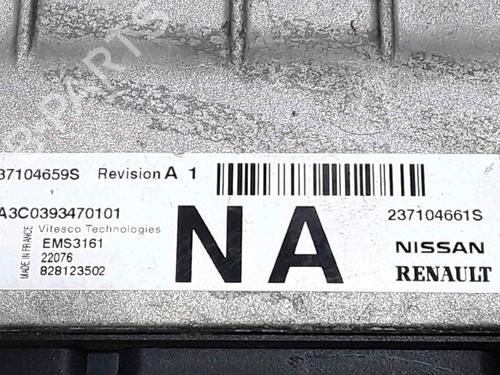 37104659S Revision A 1
A3C0393470101
Vitesco Technologies
EMS3161
22076
828123502
MADE IN FRANCE
NA
237104661S
NISSAN
RENAULT